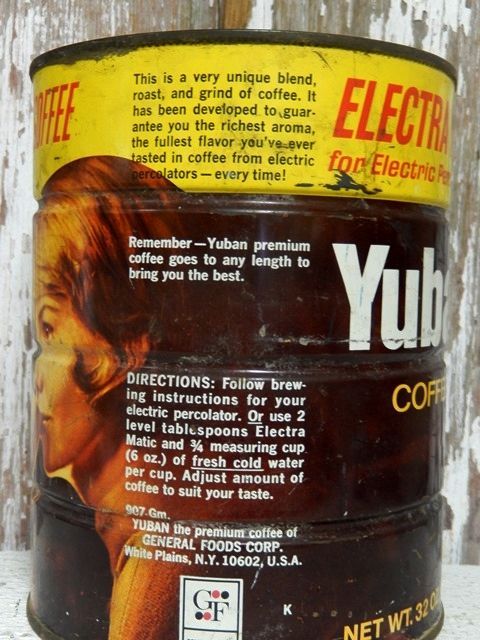 This is a very unique blend,
roast, and grind of coffee. It
has been developed to guar-
antee you the richest aroma,
the fullest flavor you've ever
tasted in coffee from electric
percolators—every time!
ELECTRA
for Electric
Remember—Yuban premium
coffee goes to any length to
bring you the best.
Yub
DIRECTIONS: Follow brew-
ing instructions for your
electric percolator. Or use 2
level tablespoons Electra
Matic and ¾ measuring cup
(6 oz.) of fresh cold water
per cup. Adjust amount of
coffee to suit your taste.
COFF
907 Gm.
YUBAN the premium coffee of
GENERAL FOODS CORP.
White Plains, N.Y. 10602, U.S.A.
GF
K
NET WT. 32 O
OFFEE